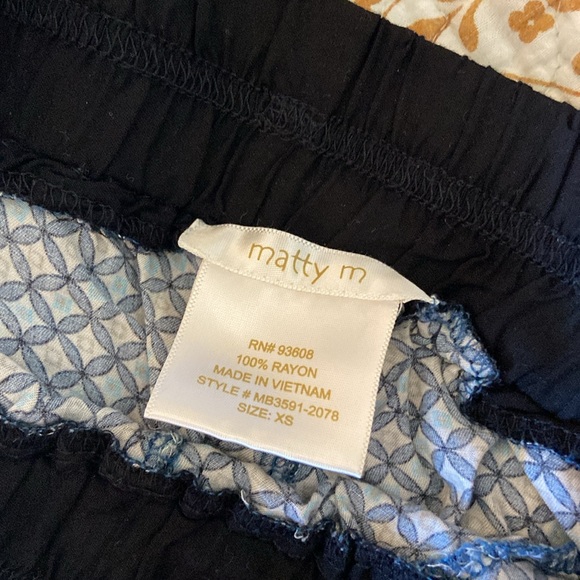 matty m
RN# 93608
100% RAYON
MADE IN VIETNAM
STYLE # MB3591-2078
SIZE: XS